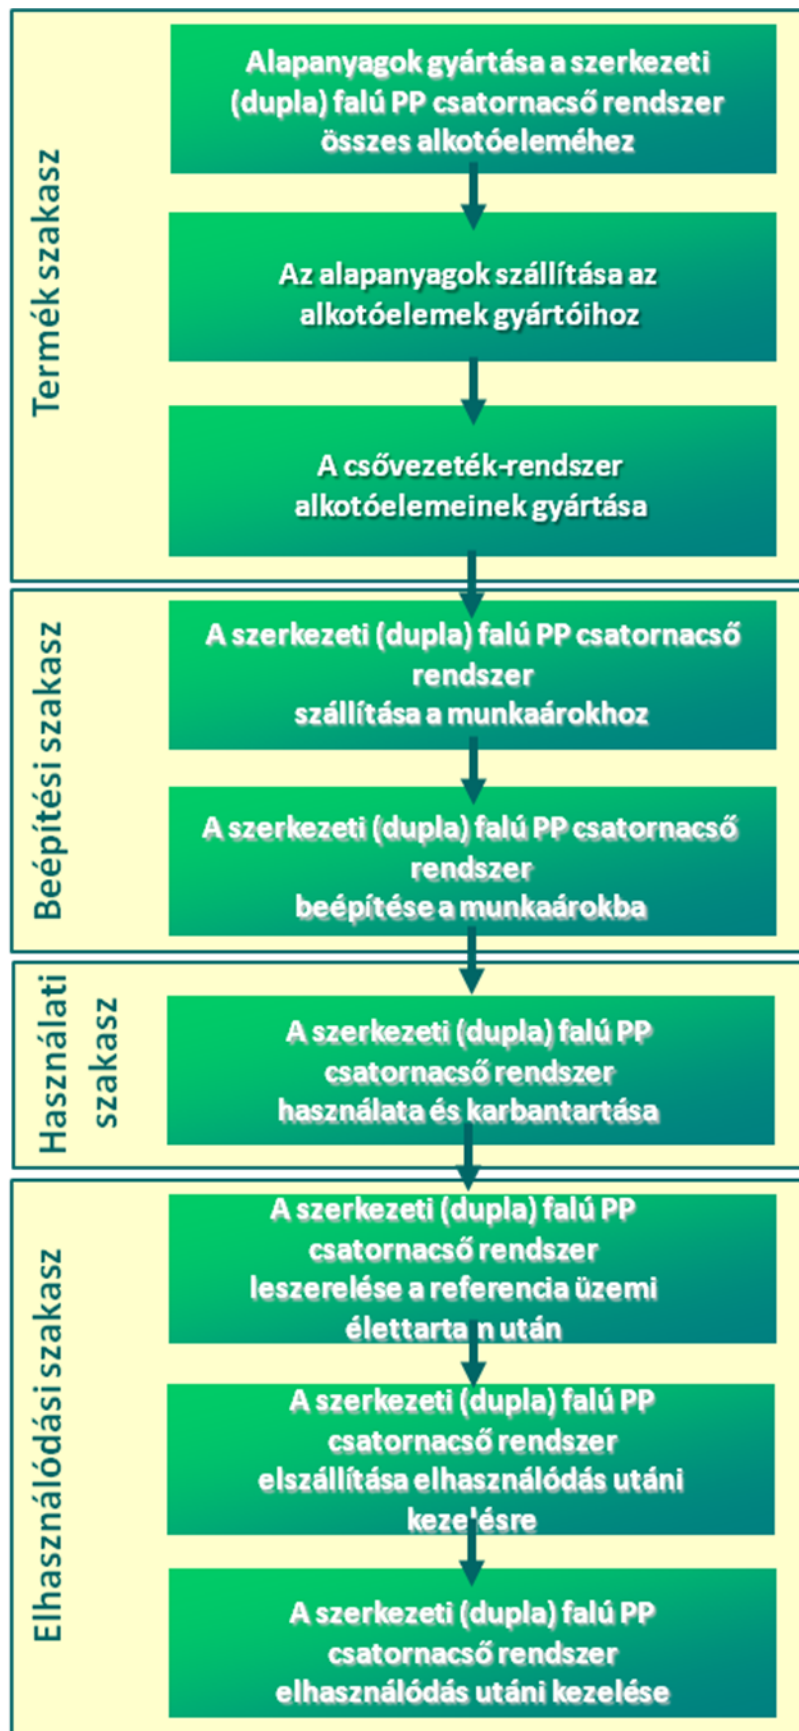 Termék szakasz
Alapanyagok gyártása a szerkezeti
(dupla) falú PP csatornacső rendszer
összes alkotóeleméhez
Az alapanyagok szállítása az
alkotóelemek gyártóihoz
A csővezeték-rendszer
alkotóelemeinek gyártása
Beépítési szakasz
A szerkezeti (dupla) falú PP csatornacső
rendszer
szállítása a munkaárokhoz
A szerkezeti (dupla) falú PP csatornacső
rendszer
beépítése a munkaárokba
Használati
szakasz
A szerkezeti (dupla) falú PP
csatornacső rendszer
használata és karbantartása
Elhasználódási szakasz
A szerkezeti (dupla) falú PP
csatornacső rendszer
leszerelése a referencia üzemi
élettartam után
A szerkezeti (dupla) falú PP
csatornacső rendszer
elszállítása elhasználódás utáni
kezelésre
A szerkezeti (dupla) falú PP
csatornacső rendszer
elhasználódás utáni kezelése